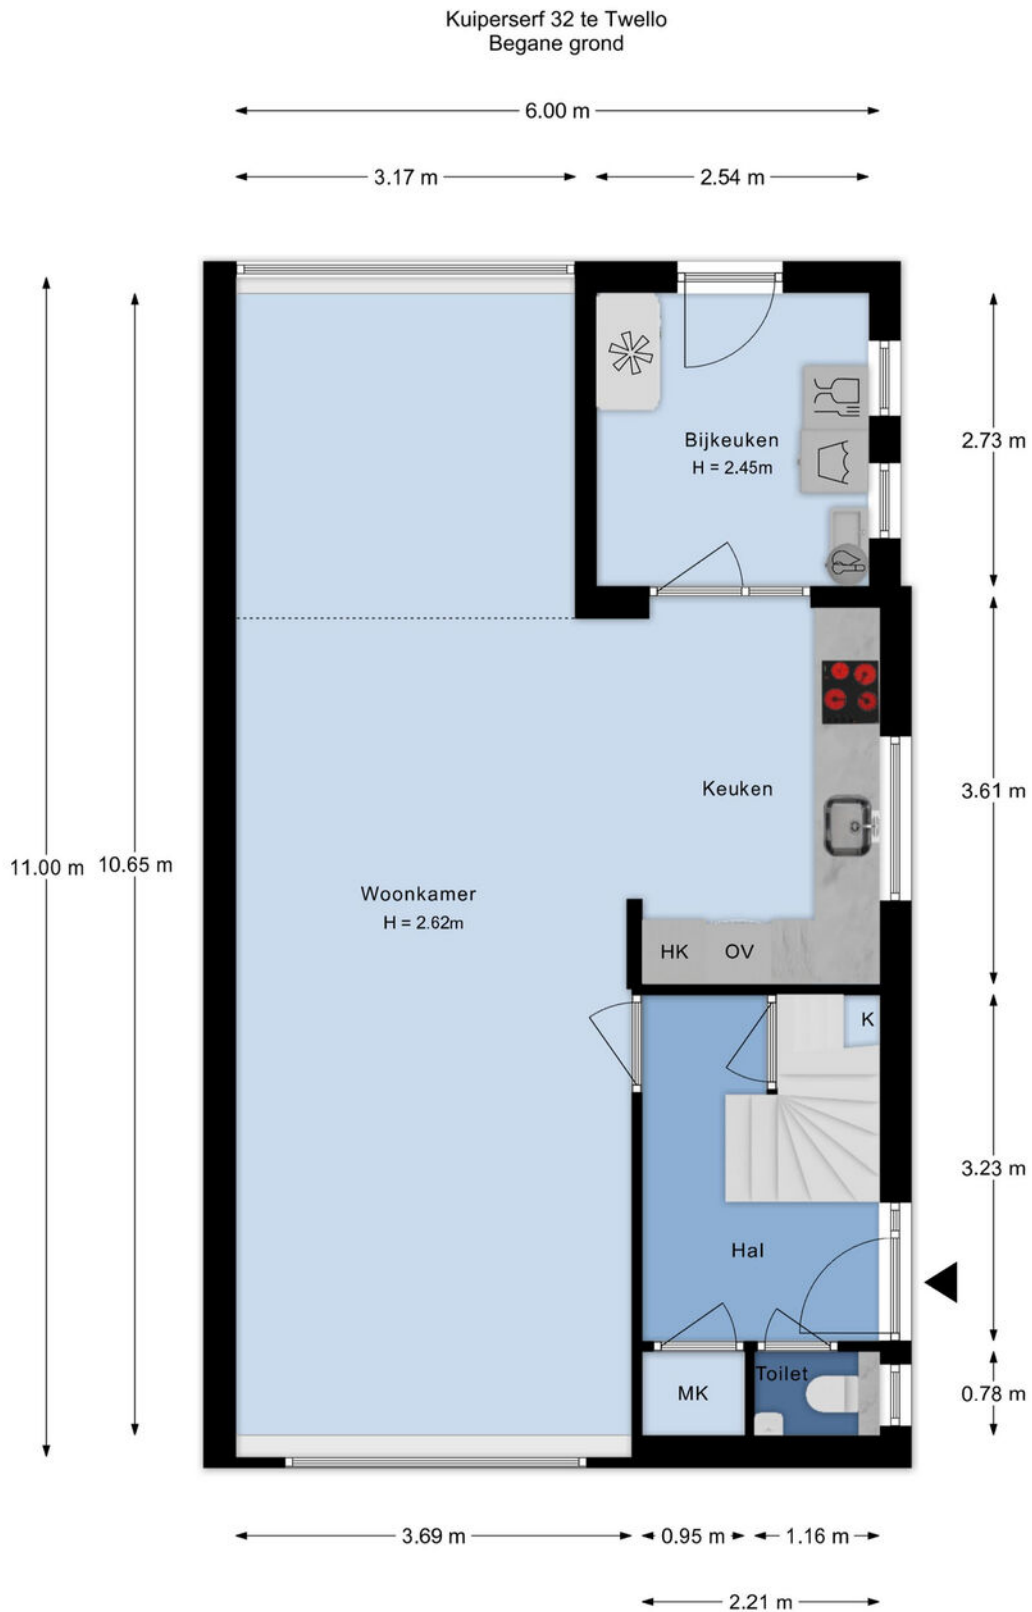 Kuiperserf 32 te Twello
Begane grond
6.00 m
3.17 m
2.54 m
Bijkeuken
H = 2.45m
2.73 m
Keuken
3.61 m
11.00 m
10.65 m
Woonkamer
H = 2.62m
HK
OV
K
3.23 m
Hal
Toilet
MK
0.78 m
3.69 m
0.95 m
1.16 m
2.21 m